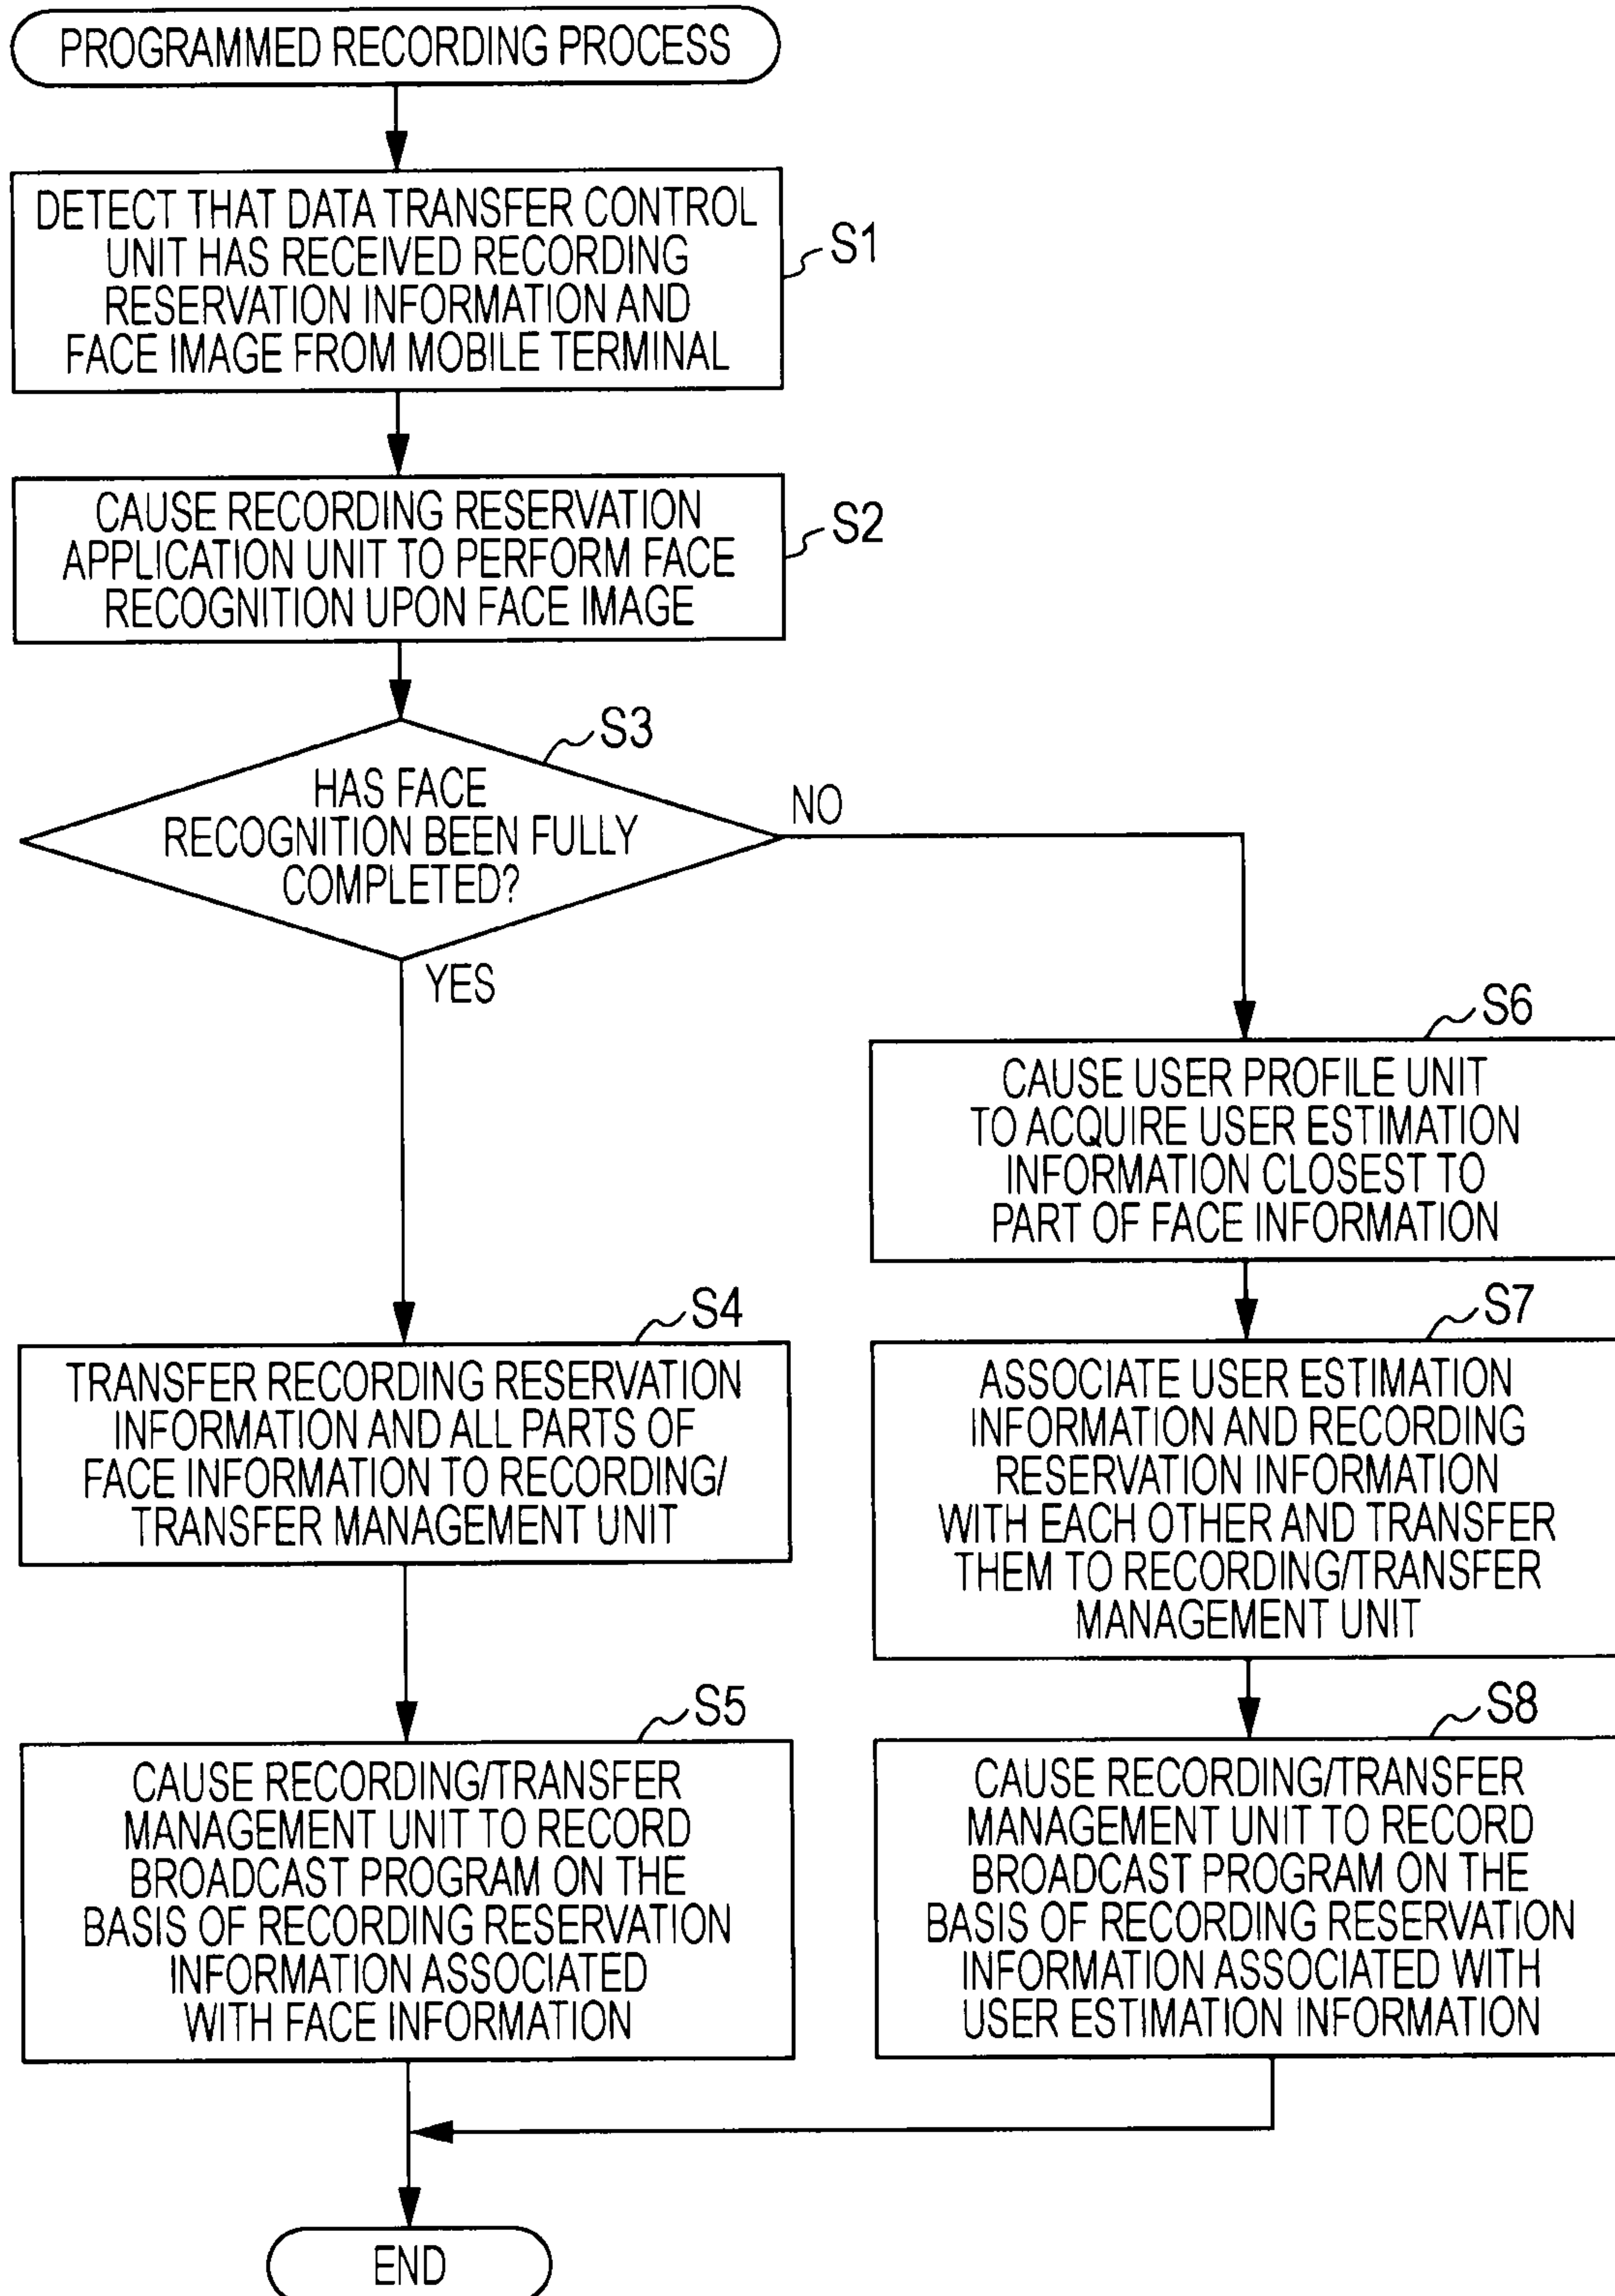 PROGRAMMED RECORDING PROCESS
DETECT THAT DATA TRANSFER CONTROL
UNIT HAS RECEIVED RECORDING
RESERVATION INFORMATION AND
FACE IMAGE FROM MOBILE TERMINAL
S1
CAUSE RECORDING RESERVATION
APPLICATION UNIT TO PERFORM FACE
RECOGNITION UPON FACE IMAGE
S2
S3
HAS FACE
RECOGNITION BEEN FULLY
COMPLETED?
NO
YES
S6
CAUSE USER PROFILE UNIT
TO ACQUIRE USER ESTIMATION
INFORMATION CLOSEST TO
PART OF FACE INFORMATION
S4
TRANSFER RECORDING RESERVATION
INFORMATION AND ALL PARTS OF
FACE INFORMATION TO RECORDING/
TRANSFER MANAGEMENT UNIT
S7
ASSOCIATE USER ESTIMATION
INFORMATION AND RECORDING
RESERVATION INFORMATION
WITH EACH OTHER AND TRANSFER
THEM TO RECORDING/TRANSFER
MANAGEMENT UNIT
S5
CAUSE RECORDING/TRANSFER
MANAGEMENT UNIT TO RECORD
BROADCAST PROGRAM ON THE
BASIS OF RECORDING RESERVATION
INFORMATION ASSOCIATED
WITH FACE INFORMATION
S8
CAUSE RECORDING/TRANSFER
MANAGEMENT UNIT TO RECORD
BROADCAST PROGRAM ON THE
BASIS OF RECORDING RESERVATION
INFORMATION ASSOCIATED WITH
USER ESTIMATION INFORMATION
END